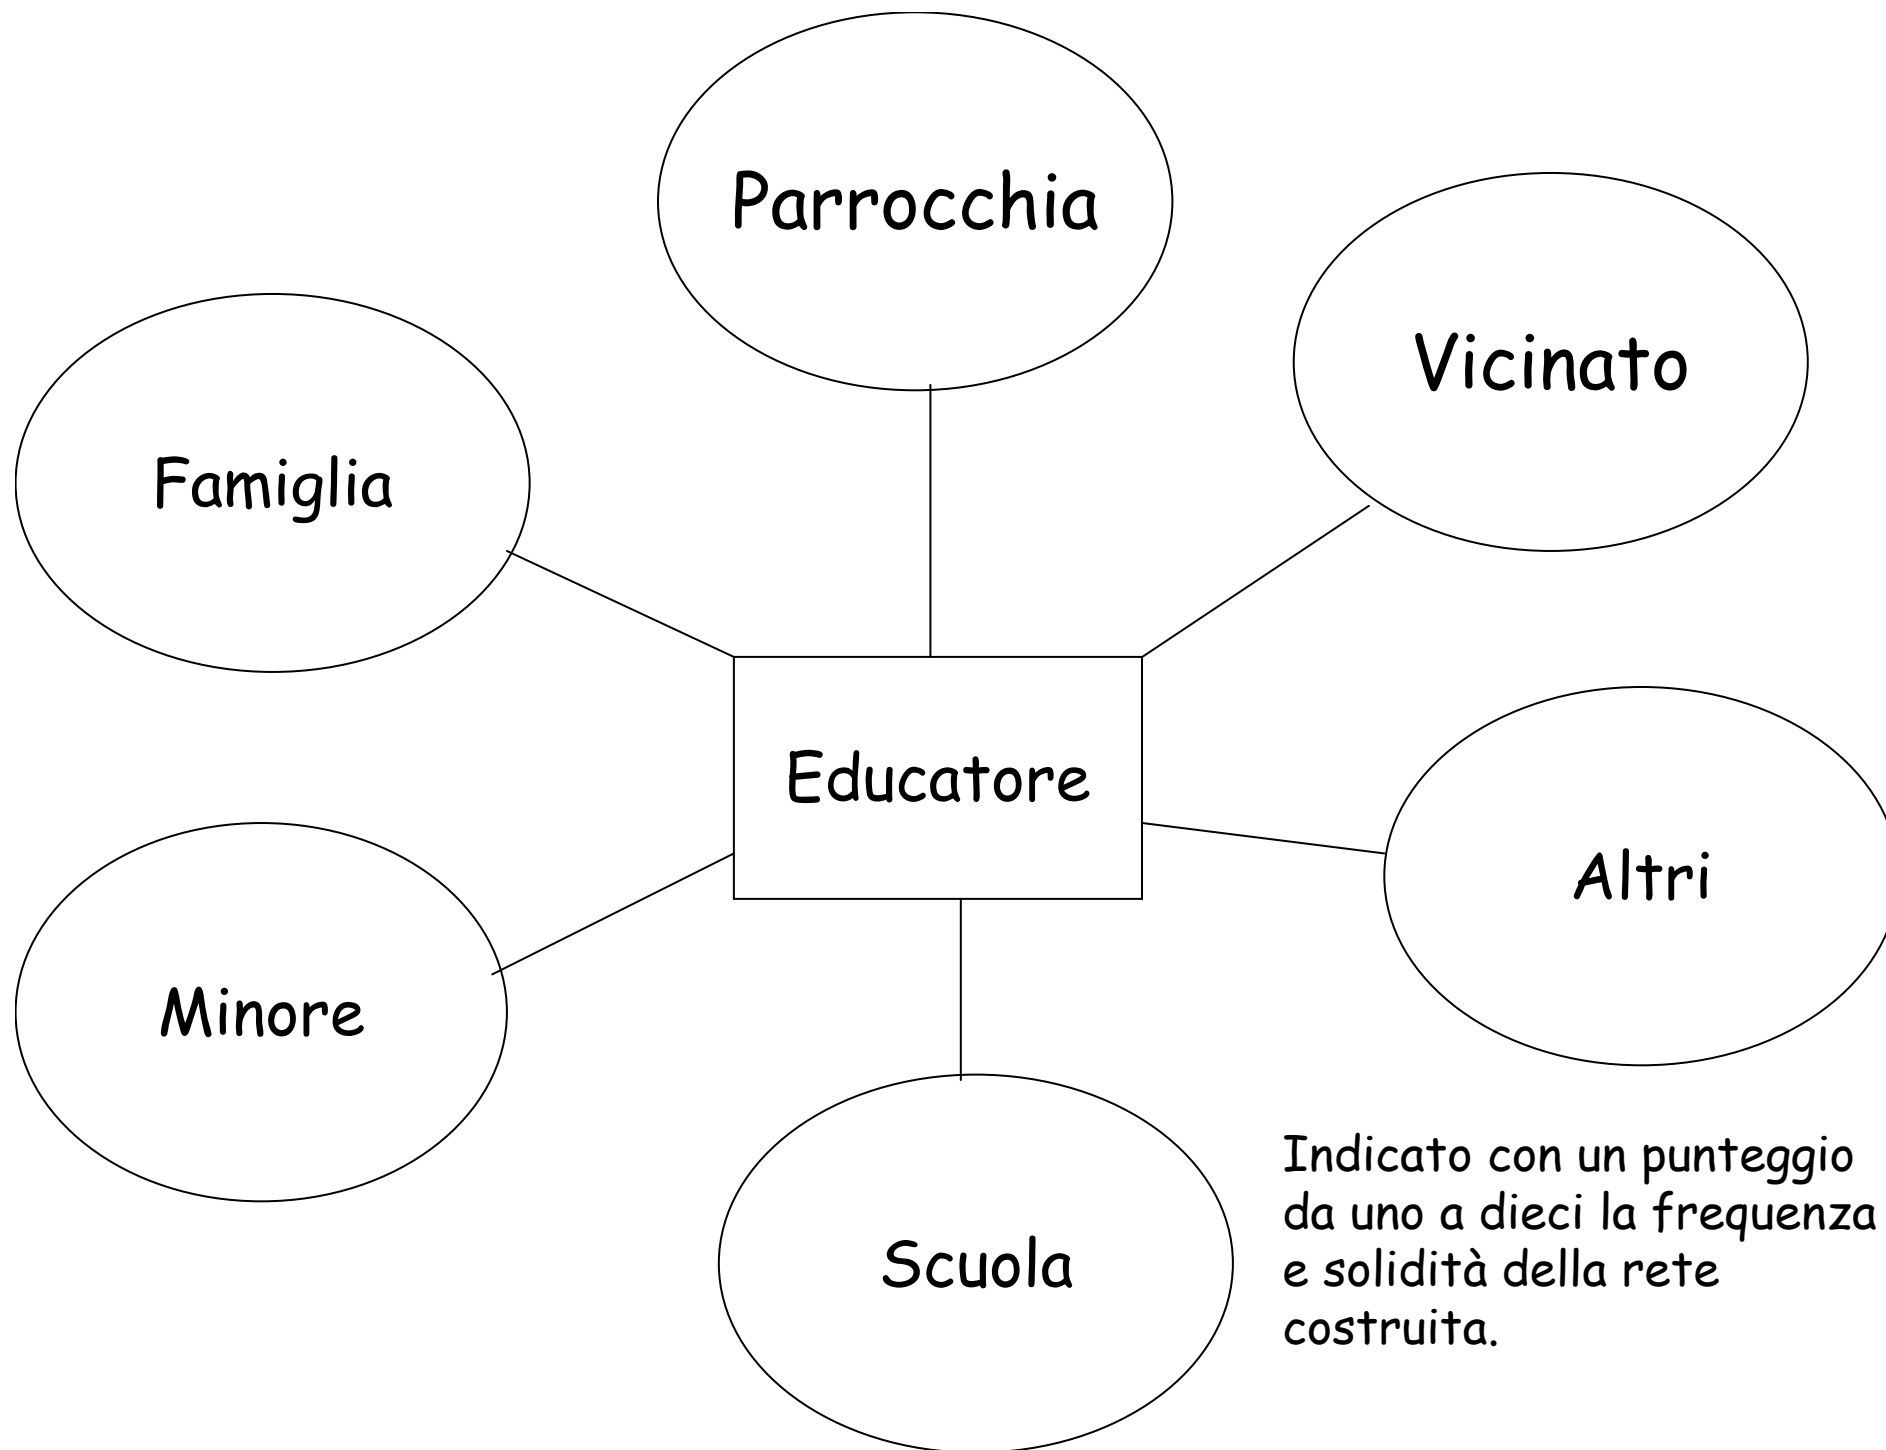 Parrocchia
Vicinato
Famiglia
Educatore
Altri
Minore
Scuola
Indicato con un punteggio
da uno a dieci la frequenza
e solidità della rete
costruita.